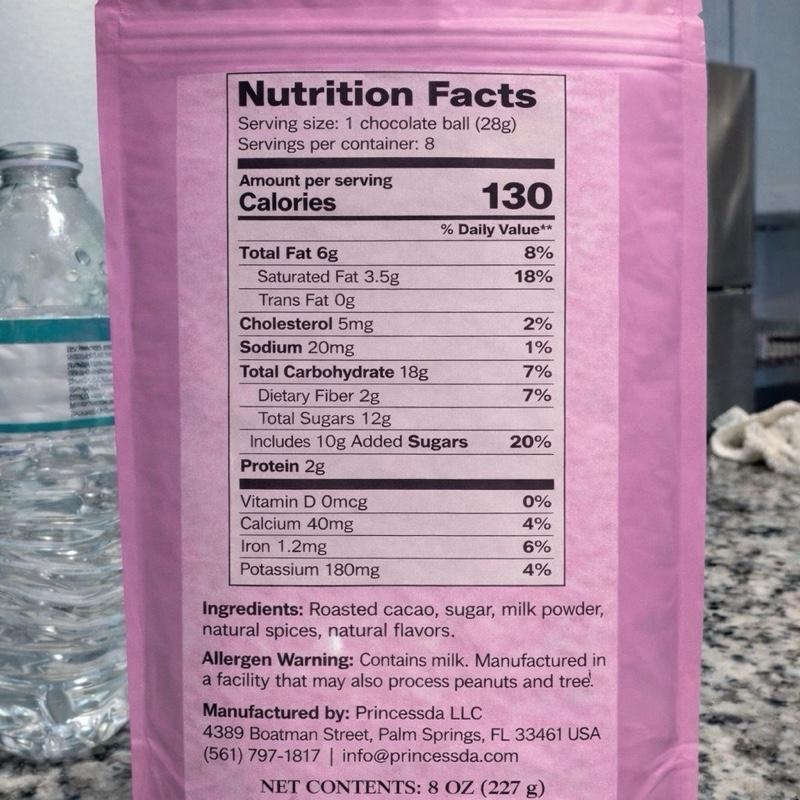 Nutrition Facts
Serving size: 1 chocolate ball (28g)
Servings per container: 8
Amount per serving
Calories 130
% Daily Value**
Total Fat 6g 8%
Saturated Fat 3.5g 18%
Trans Fat 0g
Cholesterol 5mg 2%
Sodium 20mg 1%
Total Carbohydrate 18g 7%
Dietary Fiber 2g 7%
Total Sugars 12g
Includes 10g Added Sugars 20%
Protein 2g
Vitamin D 0mcg 0%
Calcium 40mg 4%
Iron 1.2mg 6%
Potassium 180mg 4%
Ingredients: Roasted cacao, sugar, milk powder,
natural spices, natural flavors.
Allergen Warning: Contains milk. Manufactured in
a facility that may also process peanuts and tree.
Manufactured by: Princessda LLC
4389 Boatman Street, Palm Springs, FL 33461 USA
(561) 797-1817 | info@princessda.com
NET CONTENTS: 8 OZ (227 g)